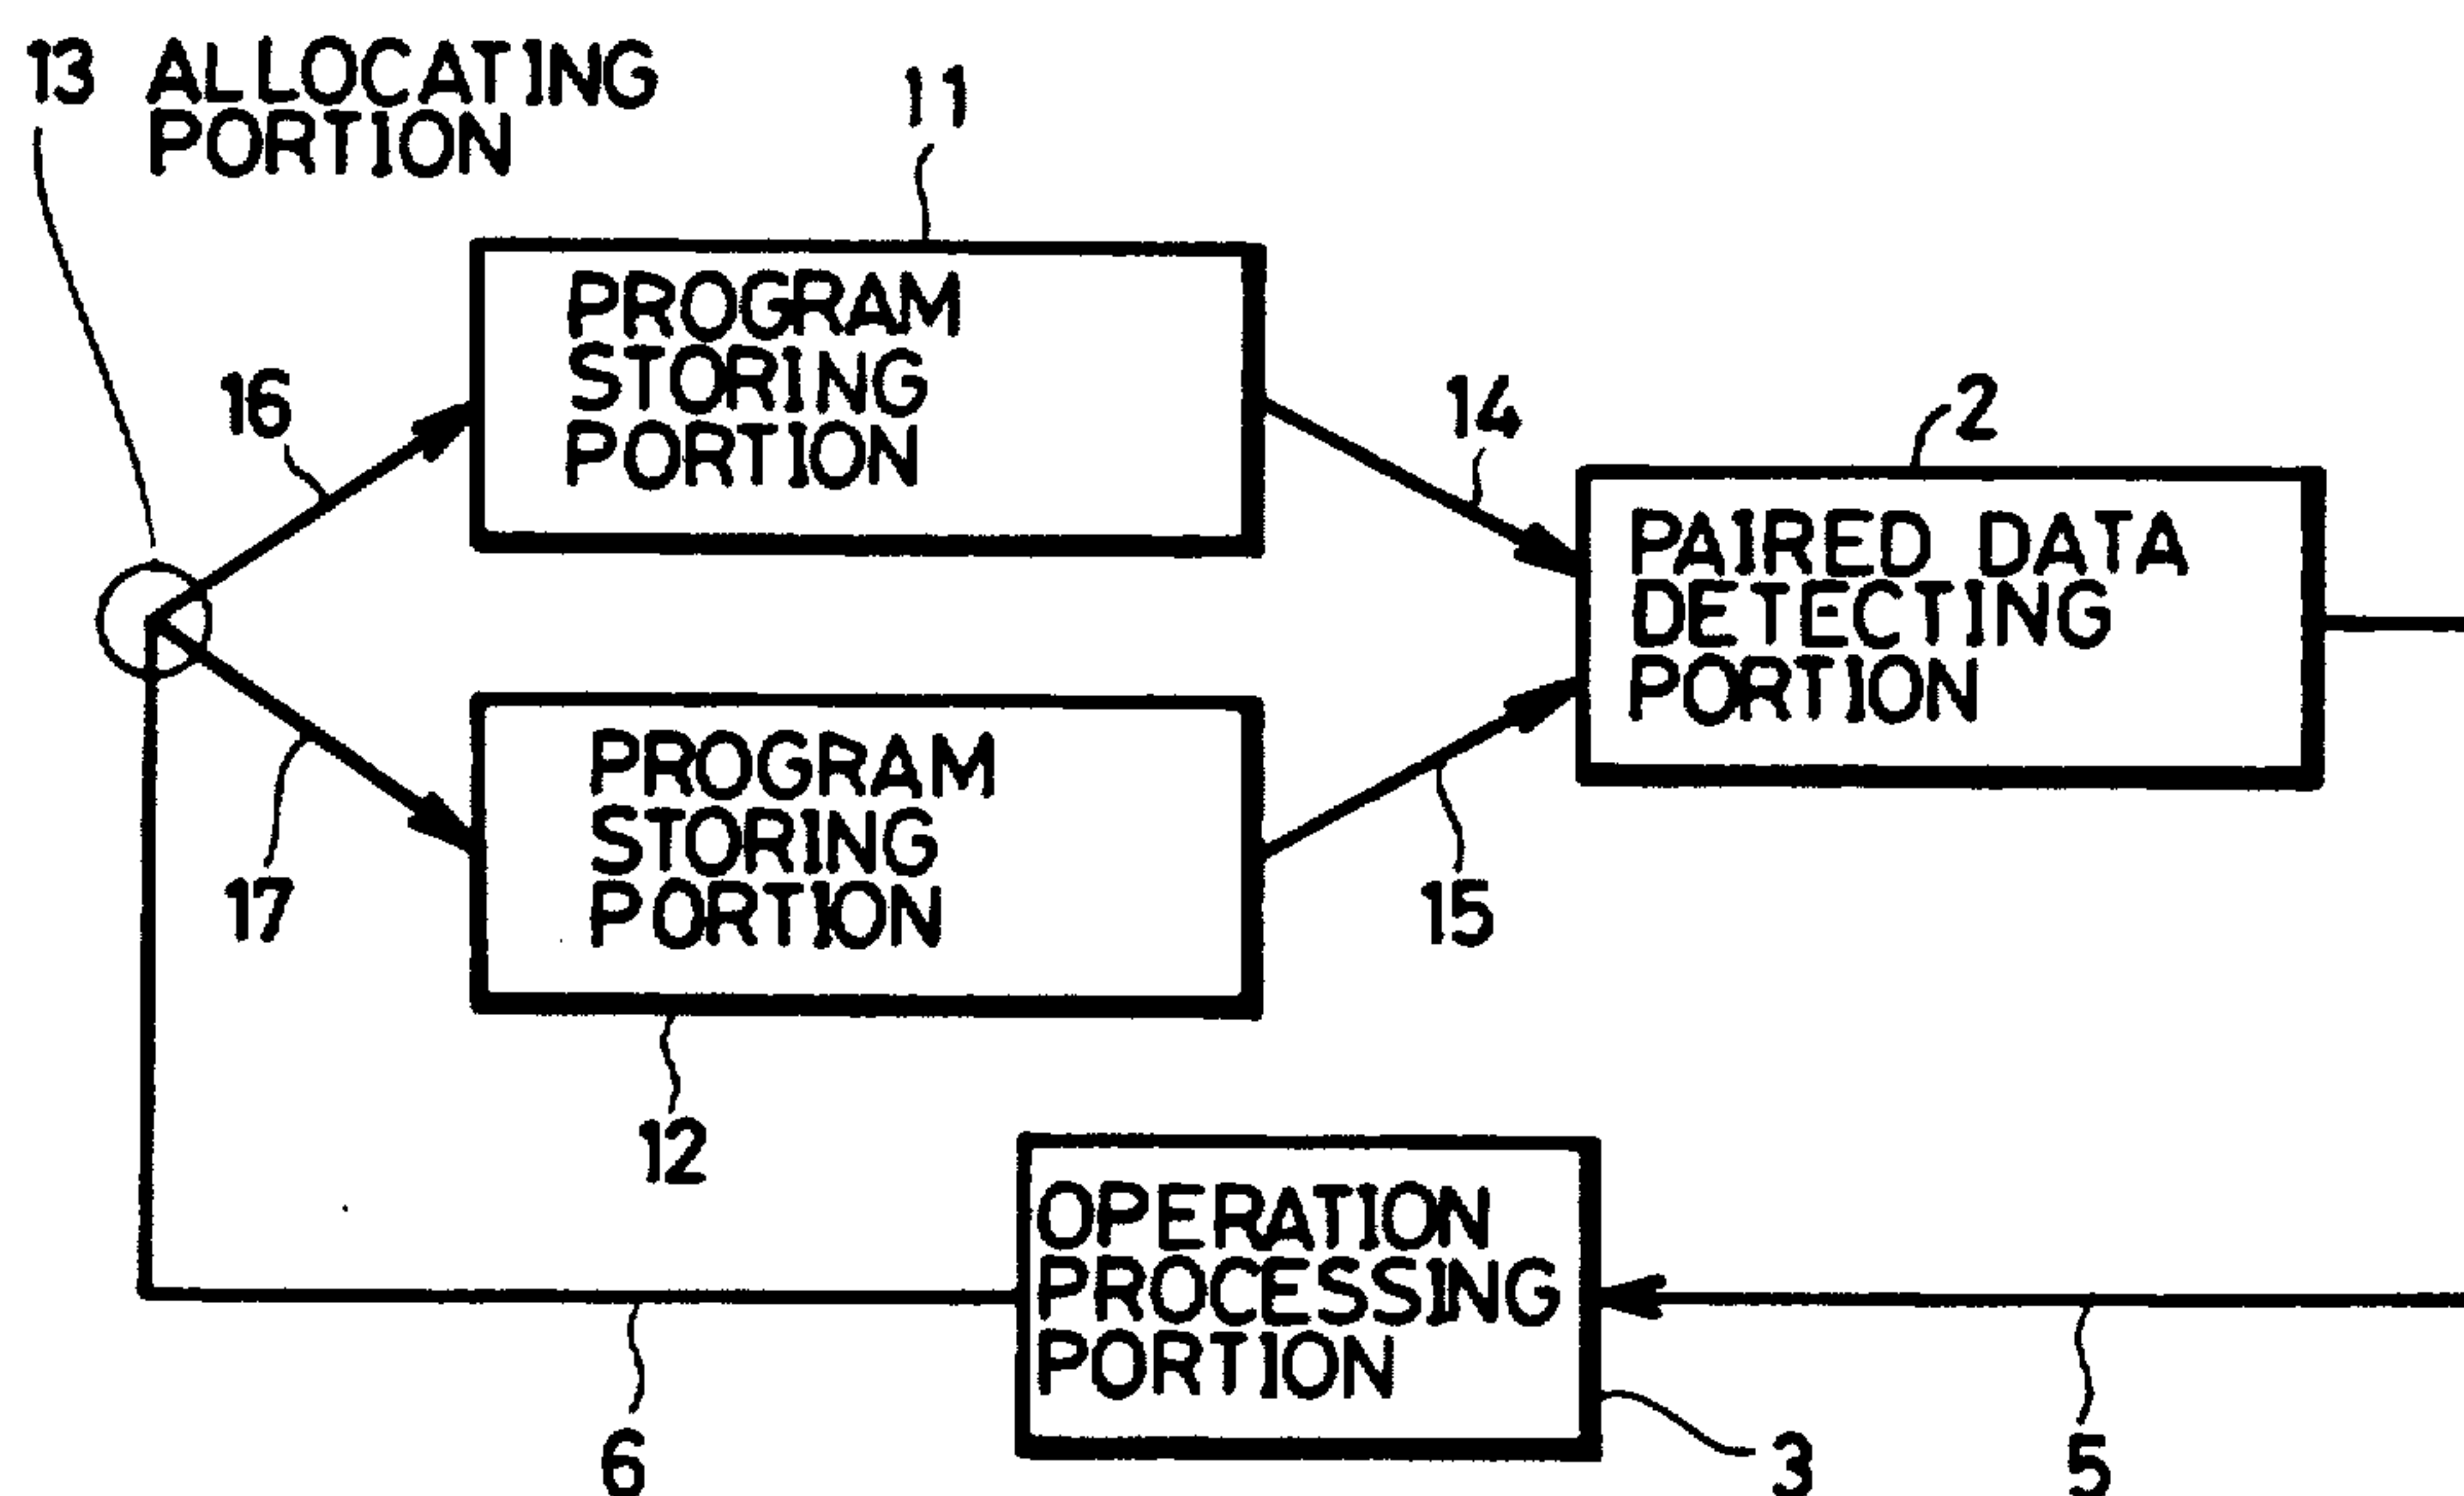 13 ALLOCATING
PORTION
11
PROGRAM
STORING
PORTION
16
14
2
PAIRED DATA
DETECTING
PORTION
17
PROGRAM
STORING
PORTION
15
12
OPERATION
PROCESSING
PORTION
6
3
5